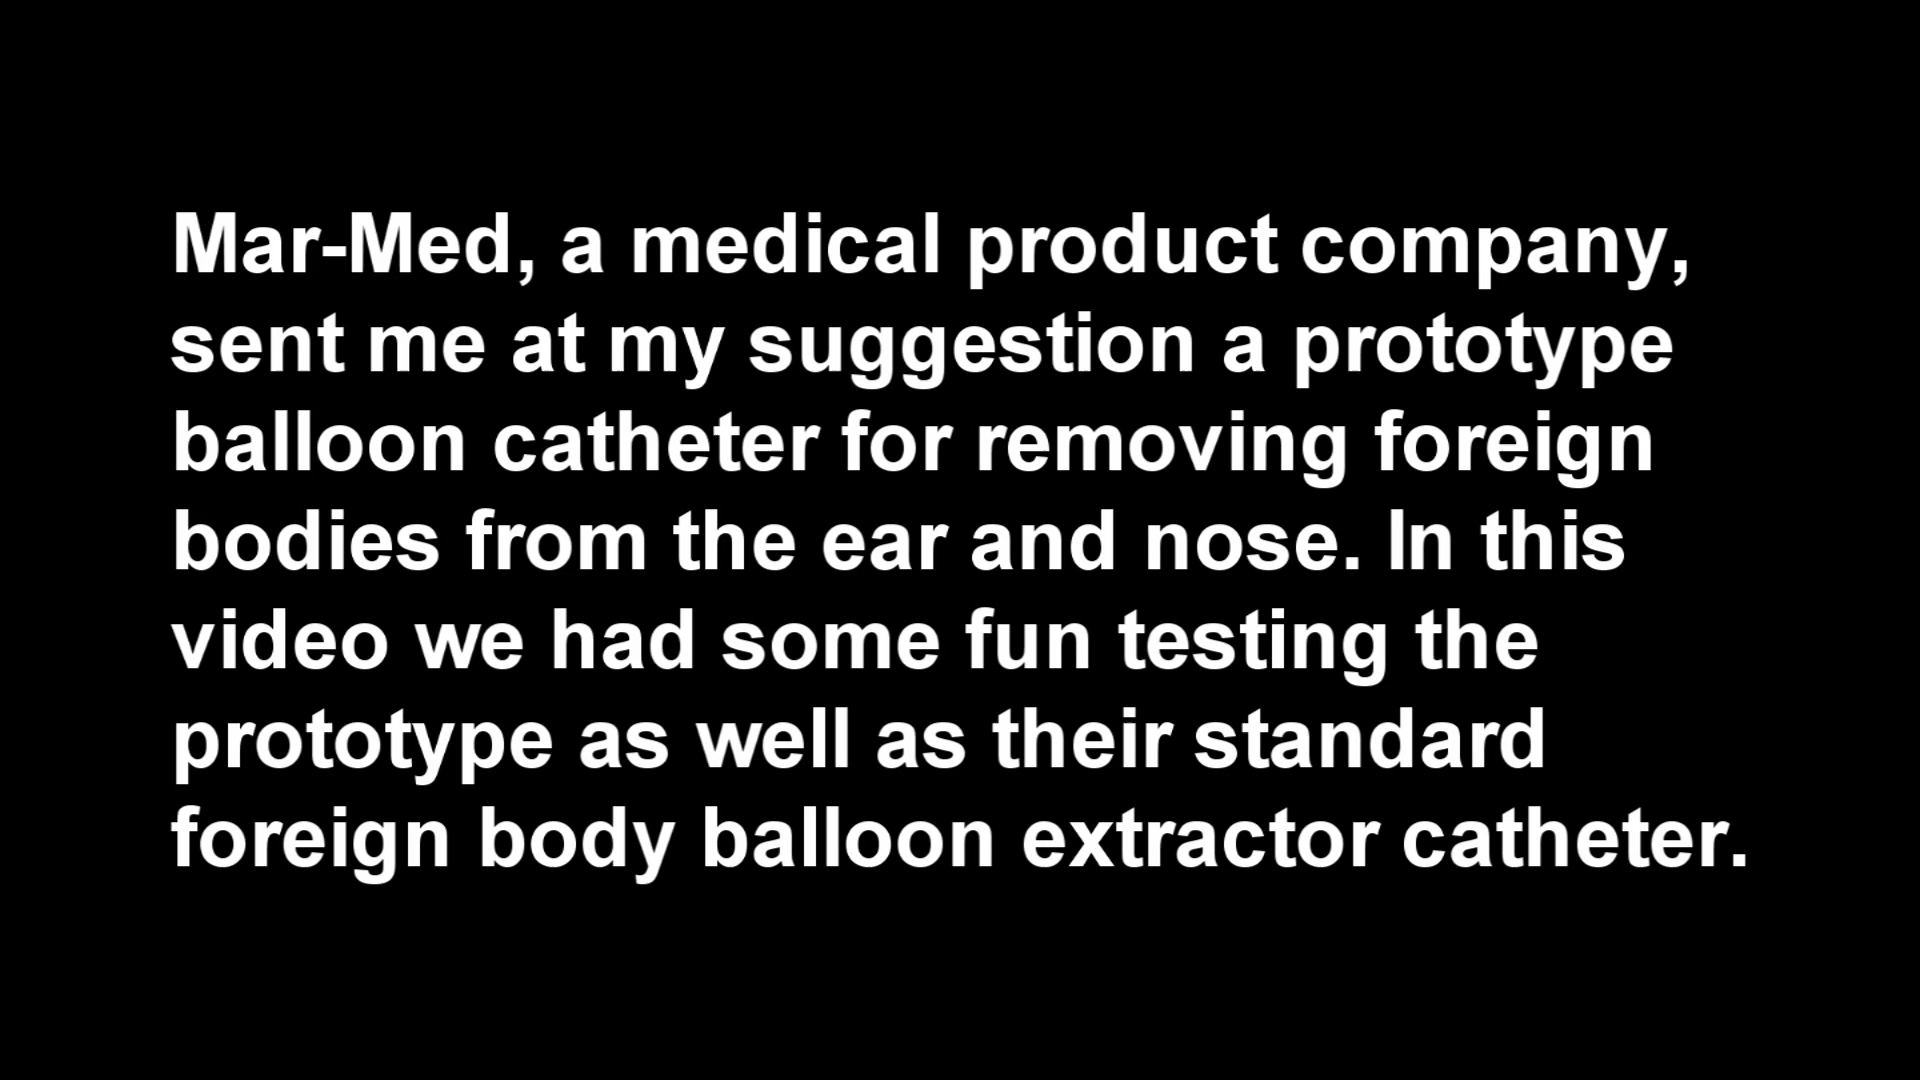 Mar-Med, a medical product company,
sent me at my suggestion a prototype
balloon catheter for removing foreign
bodies from the ear and nose. In this
video we had some fun testing the
prototype as well as their standard
foreign body balloon extractor catheter.